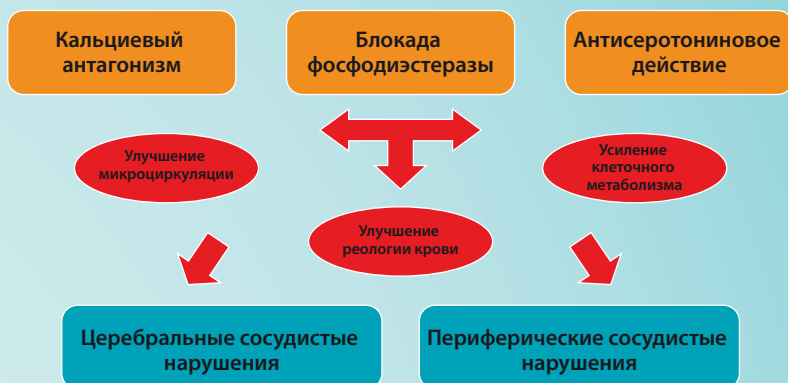 Кальциевый
антагонизм
Блокада
фосфодиэстеразы
Антисеротониновое
действие
Улучшение
микроциркуляции
Усиление
клеточного
метаболизма
Улучшение
реологии крови
Церебральные сосудистые
нарушения
Периферические сосудистые
нарушения